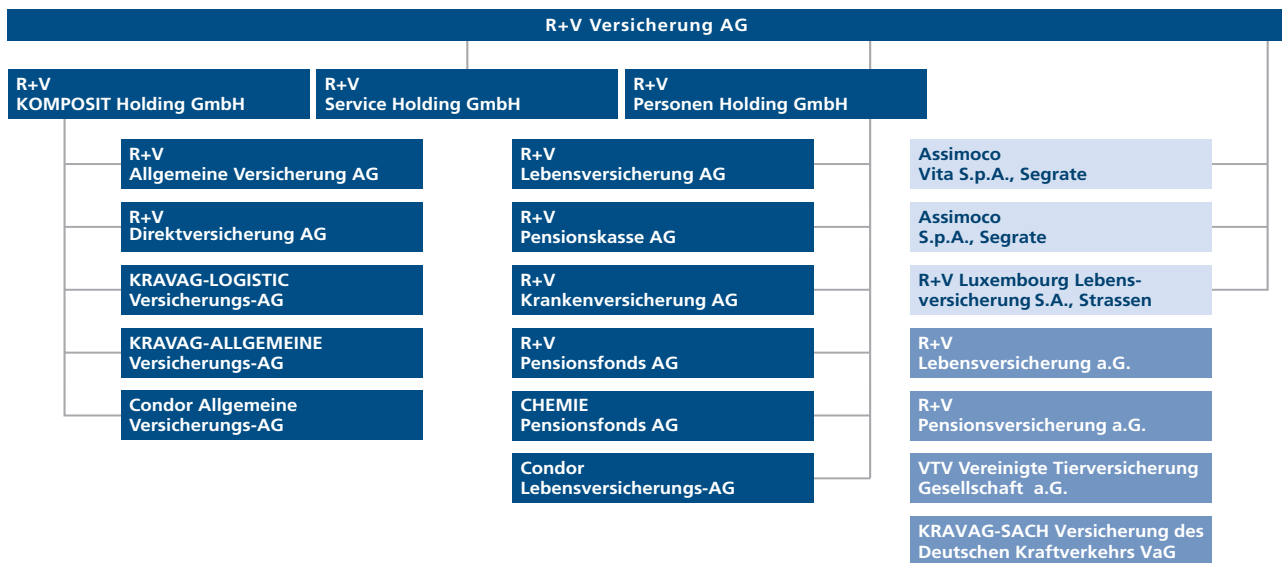 R+V Versicherung AG
R+V
KOMPOSIT Holding GmbH
R+V
Service Holding GmbH
R+V
Personen Holding GmbH
R+V
Allgemeine Versicherung AG
R+V
Direktversicherung AG
KRAVAG-LOGISTIC
Versicherungs-AG
KRAVAG-ALLGEMEINE
Versicherungs-AG
Condor Allgemeine
Versicherungs-AG
R+V
Lebensversicherung AG
R+V
Pensionskasse AG
R+V
Krankenversicherung AG
R+V
Pensionsfonds AG
CHEMIE
Pensionsfonds AG
Condor
Lebensversicherungs-AG
Assimoco
Vita S.p.A., Segrate
Assimoco
S.p.A., Segrate
R+V Luxembourg Lebens-
versicherung S.A., Strassen
R+V
Lebensversicherung a.G.
R+V
Pensionsversicherung a.G.
VTV Vereinigte Tierversicherung
Gesellschaft a.G.
KRAVAG-SACH Versicherung des
Deutschen Kraftverkehrs VaG